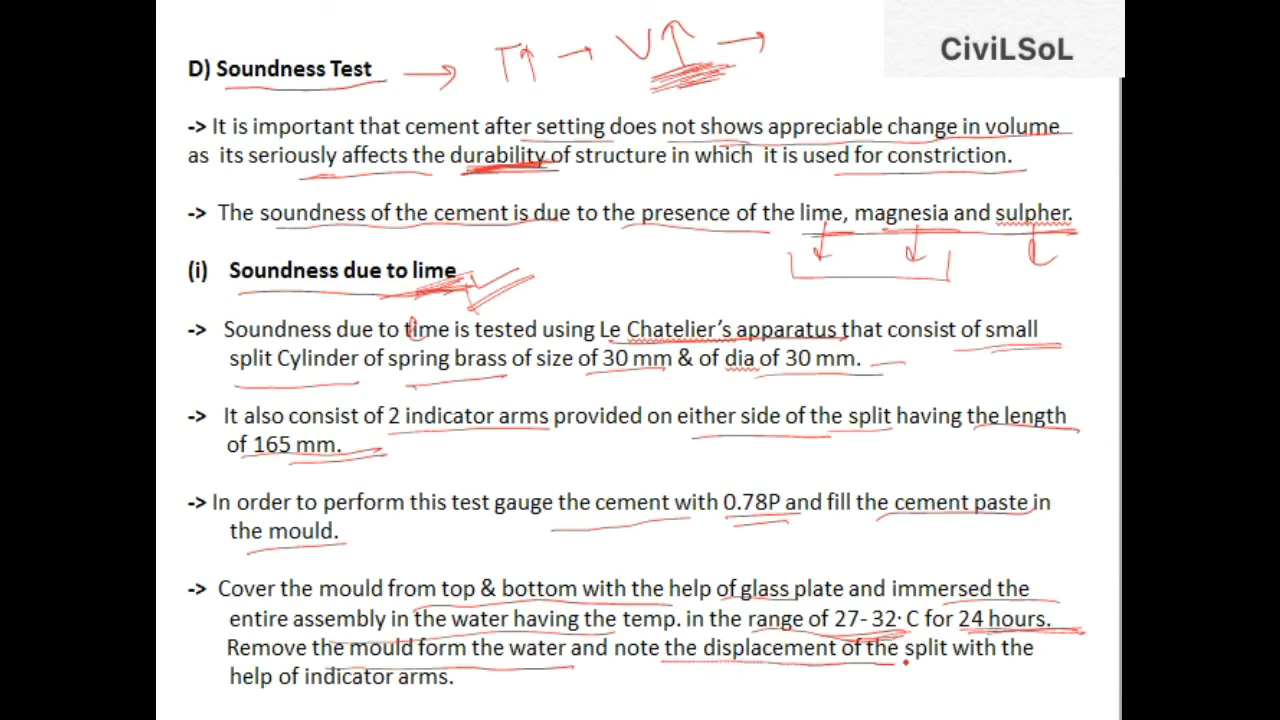 CiviLSoL
T↑ → V↑ →
D) Soundness Test →
-> It is important that cement after setting does not shows appreciable change in volume
as its seriously affects the durability of structure in which it is used for constriction.
-> The soundness of the cement is due to the presence of the lime, magnesia and sulpher.
(i) Soundness due to lime
-> Soundness due to time is tested using Le Chatelier's apparatus that consist of small
split Cylinder of spring brass of size of 30 mm & of dia of 30 mm.
-> It also consist of 2 indicator arms provided on either side of the split having the length
of 165 mm.
-> In order to perform this test gauge the cement with 0.78P and fill the cement paste in
the mould.
-> Cover the mould from top & bottom with the help of glass plate and immersed the
entire assembly in the water having the temp. in the range of 27- 32· C for 24 hours.
Remove the mould form the water and note the displacement of the split with the
help of indicator arms.